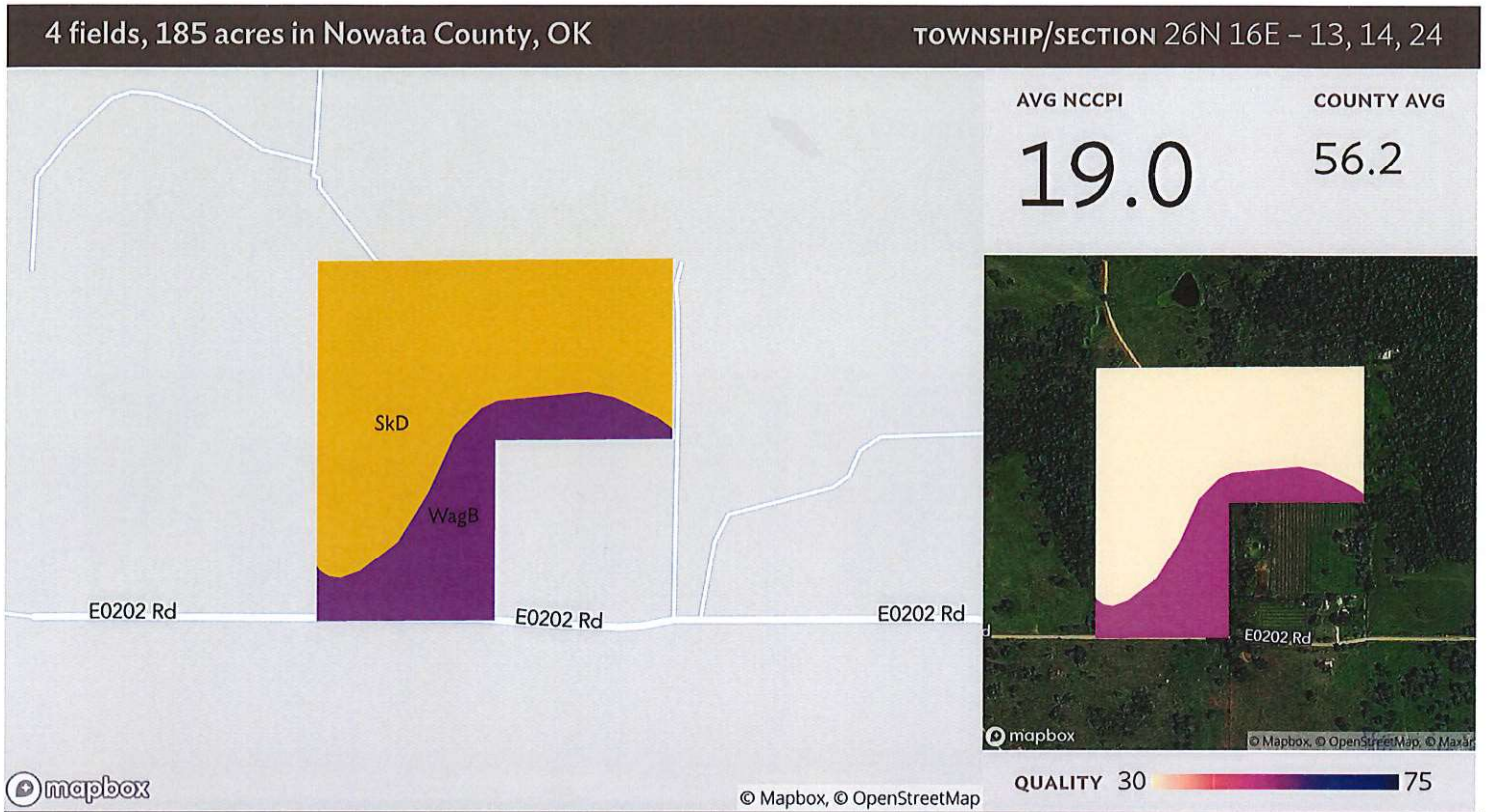 4 fields, 185 acres in Nowata County, OK
TOWNSHIP/SECTION 26N 16E – 13, 14, 24
AVG NCCPI
19.0
COUNTY AVG
56.2
SkD
WagB
E0202 Rd
E0202 Rd
E0202 Rd
mapbox
© Mapbox, © OpenStreetMap
d
E0202 Rd
mapbox
© Mapbox, © OpenStreetMap, © Maxar
QUALITY 30
75